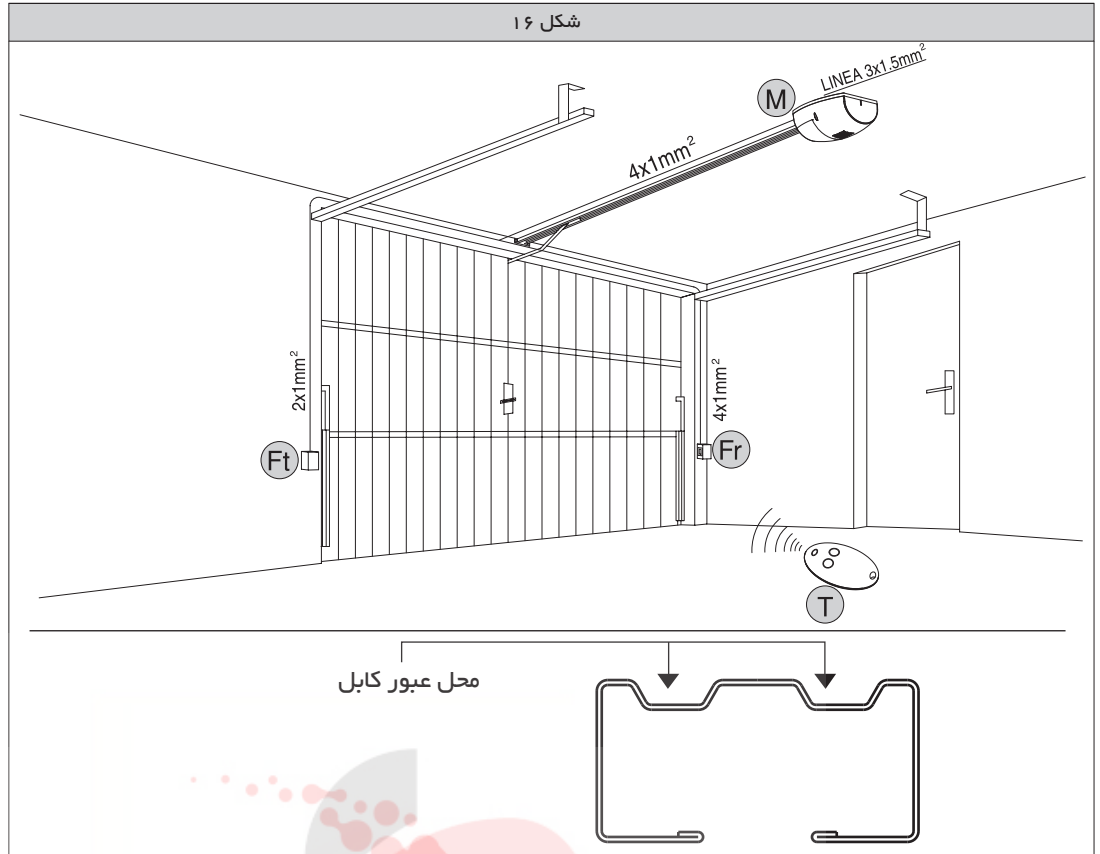 شکل ۱۶
LINEA 3x1.5mm²
M
4x1mm²
2x1mm²
4x1mm²
Ft
Fr
T
محل عبور کابل